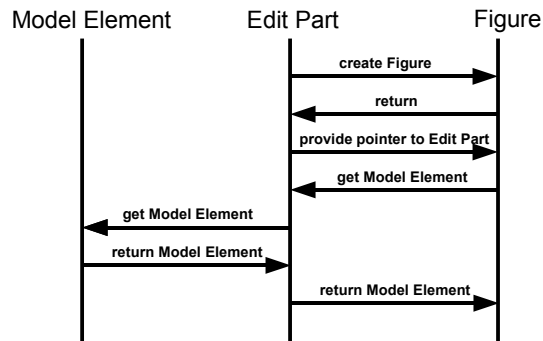 Model Element Edit Part Figure
create Figure
return
provide pointer to Edit Part
get Model Element
get Model Element
return Model Element
return Model Element